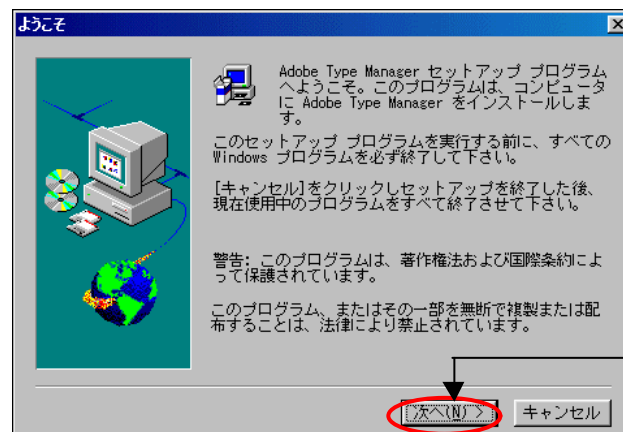 ようこそ
Adobe Type Manager セットアップ プログラム
へようこそ。このプログラムは、コンピュータ
に Adobe Type Manager をインストールしま
す。
このセットアップ プログラムを実行する前に、すべての
Windows プログラムを必ず終了して下さい。
[キャンセル]をクリックしセットアップを終了した後、
現在使用中のプログラムをすべて終了させて下さい。
警告: このプログラムは、著作権法および国際条約によ
って保護されています。
このプログラム、またはその一部を無断で複製または配
布することは、法律により禁止されています。
次へ(N) >
キャンセル